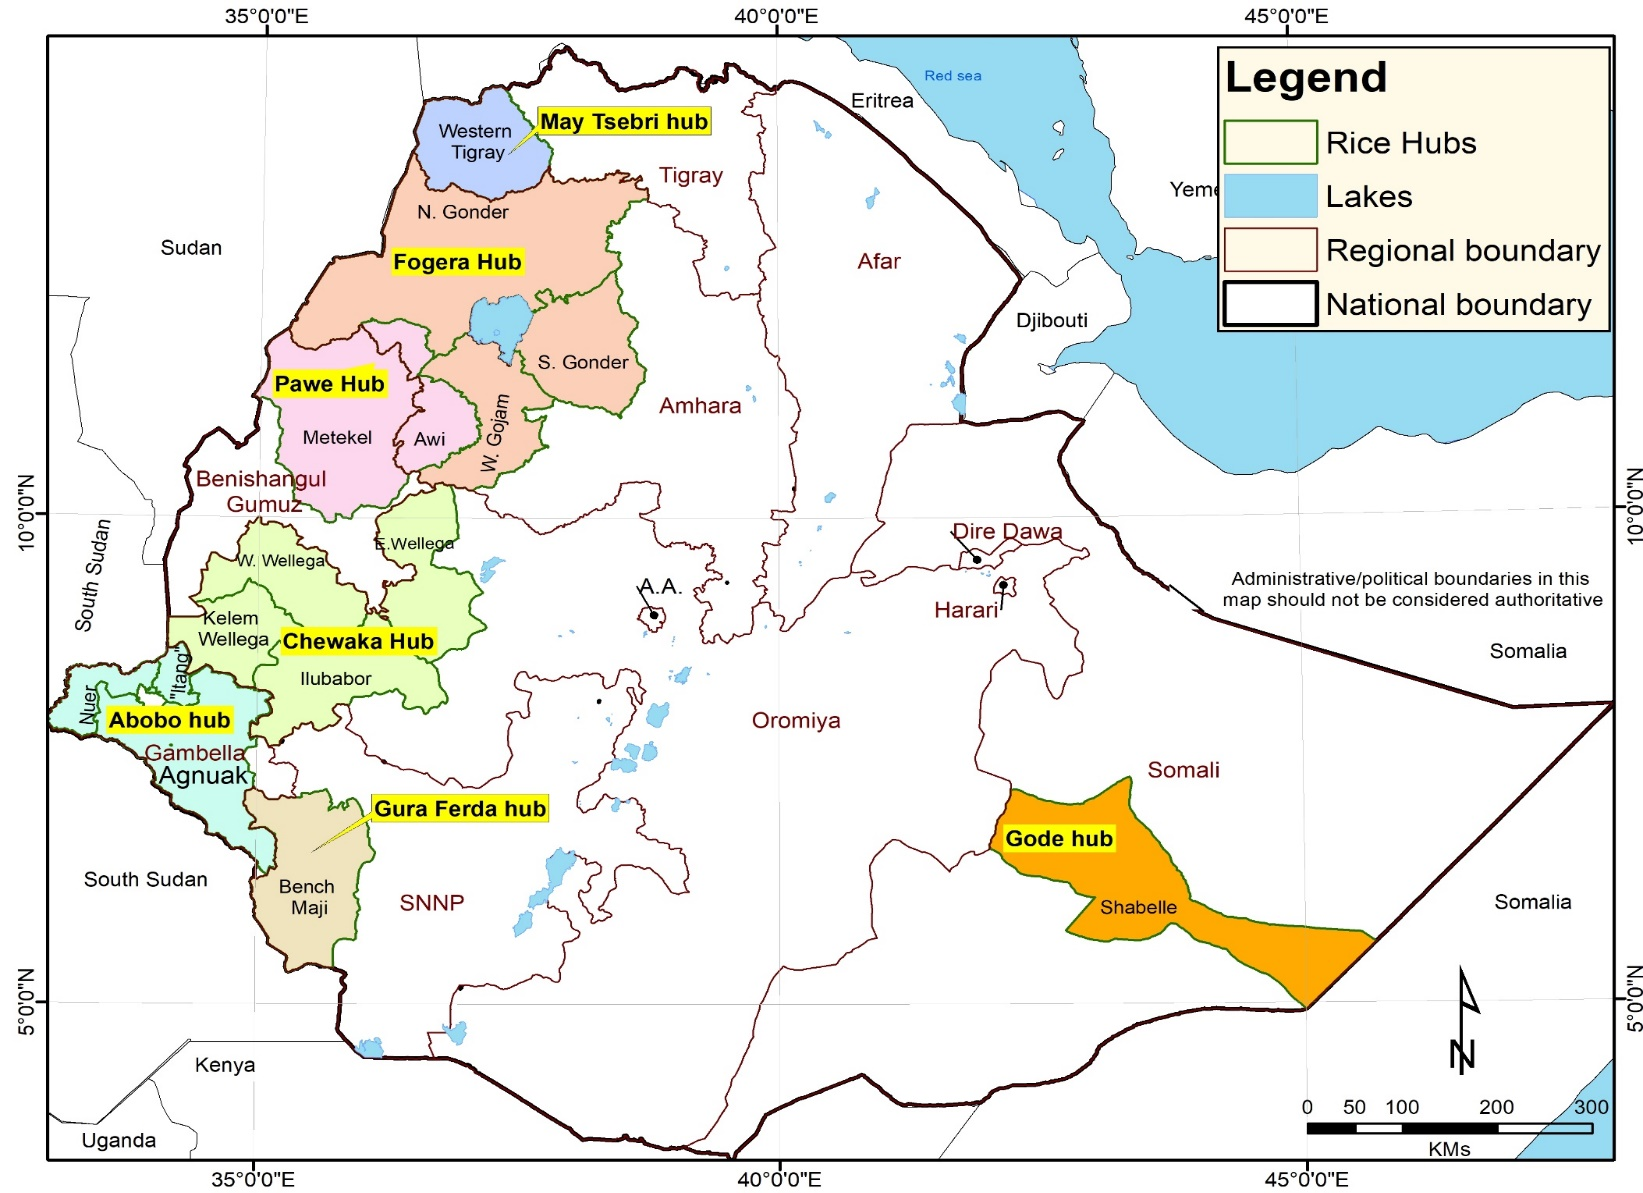 35°0'0"E 40°0'0"E 45°0'0"E
Legend
Rice Hubs
Lakes
Regional boundary
National boundary
Red sea
Eritrea
Yeme
Western
Tigray
May Tsebri hub
Tigray
N. Gonder
Sudan
Fogera Hub
Afar
Djibouti
S. Gonder
Pawe Hub
Amhara
W. Gojam
Metekel
Awi
Benishangul
Gumuz
10°0'0"N
10°0'0"N
Dire Dawa
E.Wellega
W. Wellega
South Sudan
A.A.
Administrative/political boundaries in this
map should not be considered authoritative
Harari
Kelem
Wellega
Chewaka Hub
Somalia
"Itang"
Ilubabor
Nuer
Abobo hub
Oromiya
Gambella
Agnuak
Somali
Gura Ferda hub
Gode hub
South Sudan
Bench
Maji
SNNP
Shabelle
Somalia
5°0'0"N
5°0'0"N
N
Kenya
0 50 100 200 300
KMs
Uganda
35°0'0"E 40°0'0"E 45°0'0"E